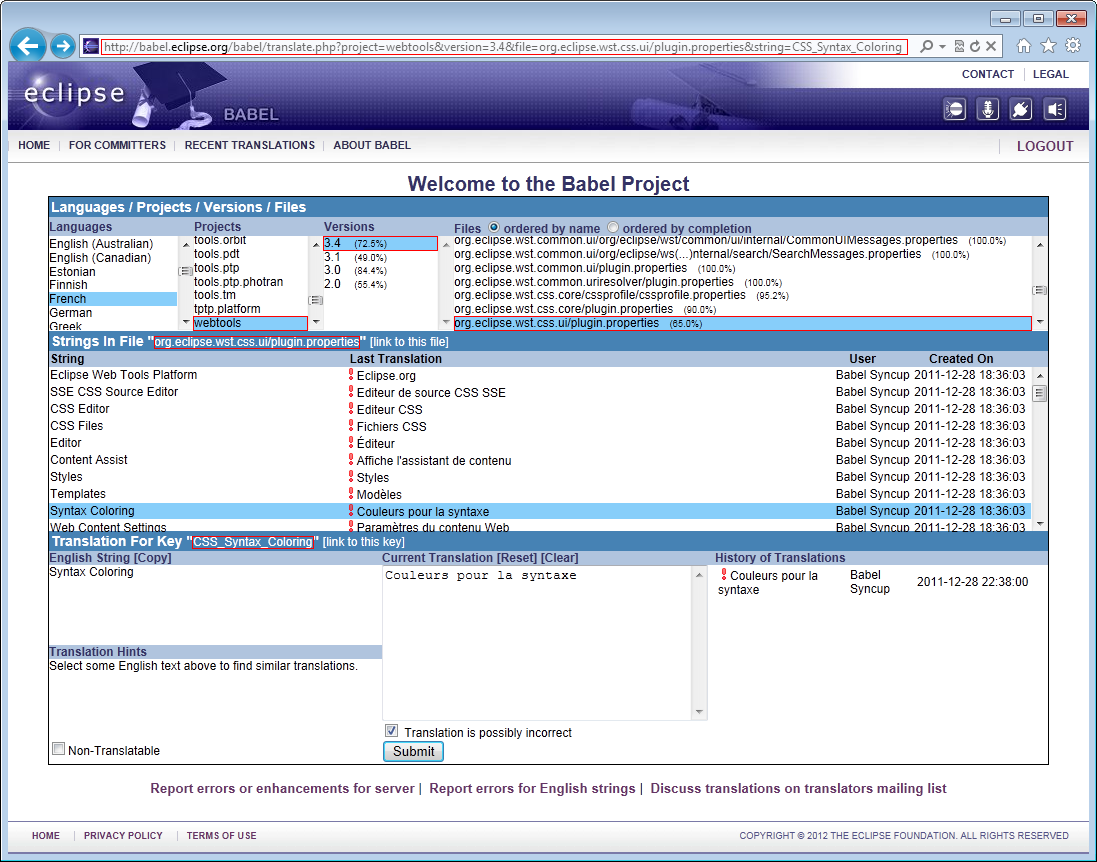 http://babel.eclipse.org/babel/translate.php?project=webtools&version=3.4&file=org.eclipse.wst.css.ui/plugin.properties&string=CSS_Syntax_Coloring
CONTACT LEGAL
eclipse
BABEL
HOME FOR COMMITTERS RECENT TRANSLATIONS ABOUT BABEL LOGOUT
Welcome to the Babel Project
Languages / Projects / Versions / Files
Languages Projects Versions Files ordered by name ordered by completion
English (Australian)
English (Canadian)
Estonian
Finnish
French
German
Greek
tools.orbit
tools.pdt
tools.ptp
tools.ptp.photran
tools.tm
tptp.platform
webtools
3.4 (72.5%)
3.1 (49.0%)
3.0 (84.4%)
2.0 (55.4%)
org.eclipse.wst.common.ui/org/eclipse/wst/common/ui/internal/CommonUIMessages.properties (100.0%)
org.eclipse.wst.common.ui/org/eclipse/ws(...)nternal/search/SearchMessages.properties (100.0%)
org.eclipse.wst.common.ui/plugin.properties (100.0%)
org.eclipse.wst.common.uriresolver/plugin.properties (100.0%)
org.eclipse.wst.css.core/cssprofile/cssprofile.properties (95.2%)
org.eclipse.wst.css.core/plugin.properties (90.0%)
org.eclipse.wst.css.ui/plugin.properties (65.0%)
Strings In File "org.eclipse.wst.css.ui/plugin.properties" [link to this file]
String Last Translation User Created On
Eclipse Web Tools Platform Eclipse.org Babel Syncup 2011-12-28 18:36:03
SSE CSS Source Editor Editeur de source CSS SSE Babel Syncup 2011-12-28 18:36:03
CSS Editor Editeur CSS Babel Syncup 2011-12-28 18:36:03
CSS Files Fichiers CSS Babel Syncup 2011-12-28 18:36:03
Editor Éditeur Babel Syncup 2011-12-28 18:36:03
Content Assist Affiche l'assistant de contenu Babel Syncup 2011-12-28 18:36:03
Styles Styles Babel Syncup 2011-12-28 18:36:03
Templates Modèles Babel Syncup 2011-12-28 18:36:03
Syntax Coloring Couleurs pour la syntaxe Babel Syncup 2011-12-28 18:36:03
Web Content Settings Paramètres du contenu Web Babel Syncup 2011-12-28 18:36:03
Translation For Key "CSS_Syntax_Coloring" [link to this key]
English String [Copy] Current Translation [Reset] [Clear] History of Translations
Syntax Coloring
Couleurs pour la syntaxe
Couleurs pour la
syntaxe
Babel
Syncup
2011-12-28 22:38:00
Translation Hints
Select some English text above to find similar translations.
Translation is possibly incorrect
Non-Translatable
Submit
Report errors or enhancements for server | Report errors for English strings | Discuss translations on translators mailing list
HOME PRIVACY POLICY TERMS OF USE COPYRIGHT © 2012 THE ECLIPSE FOUNDATION. ALL RIGHTS RESERVED